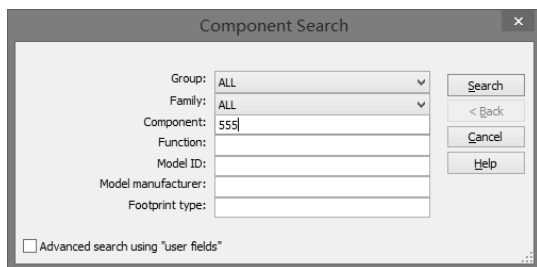 Component Search
×
Group: ALL
Search
Family: ALL
< Back
Component: 555
Cancel
Function:
Model ID:
Help
Model manufacturer:
Footprint type:
Advanced search using "user fields"